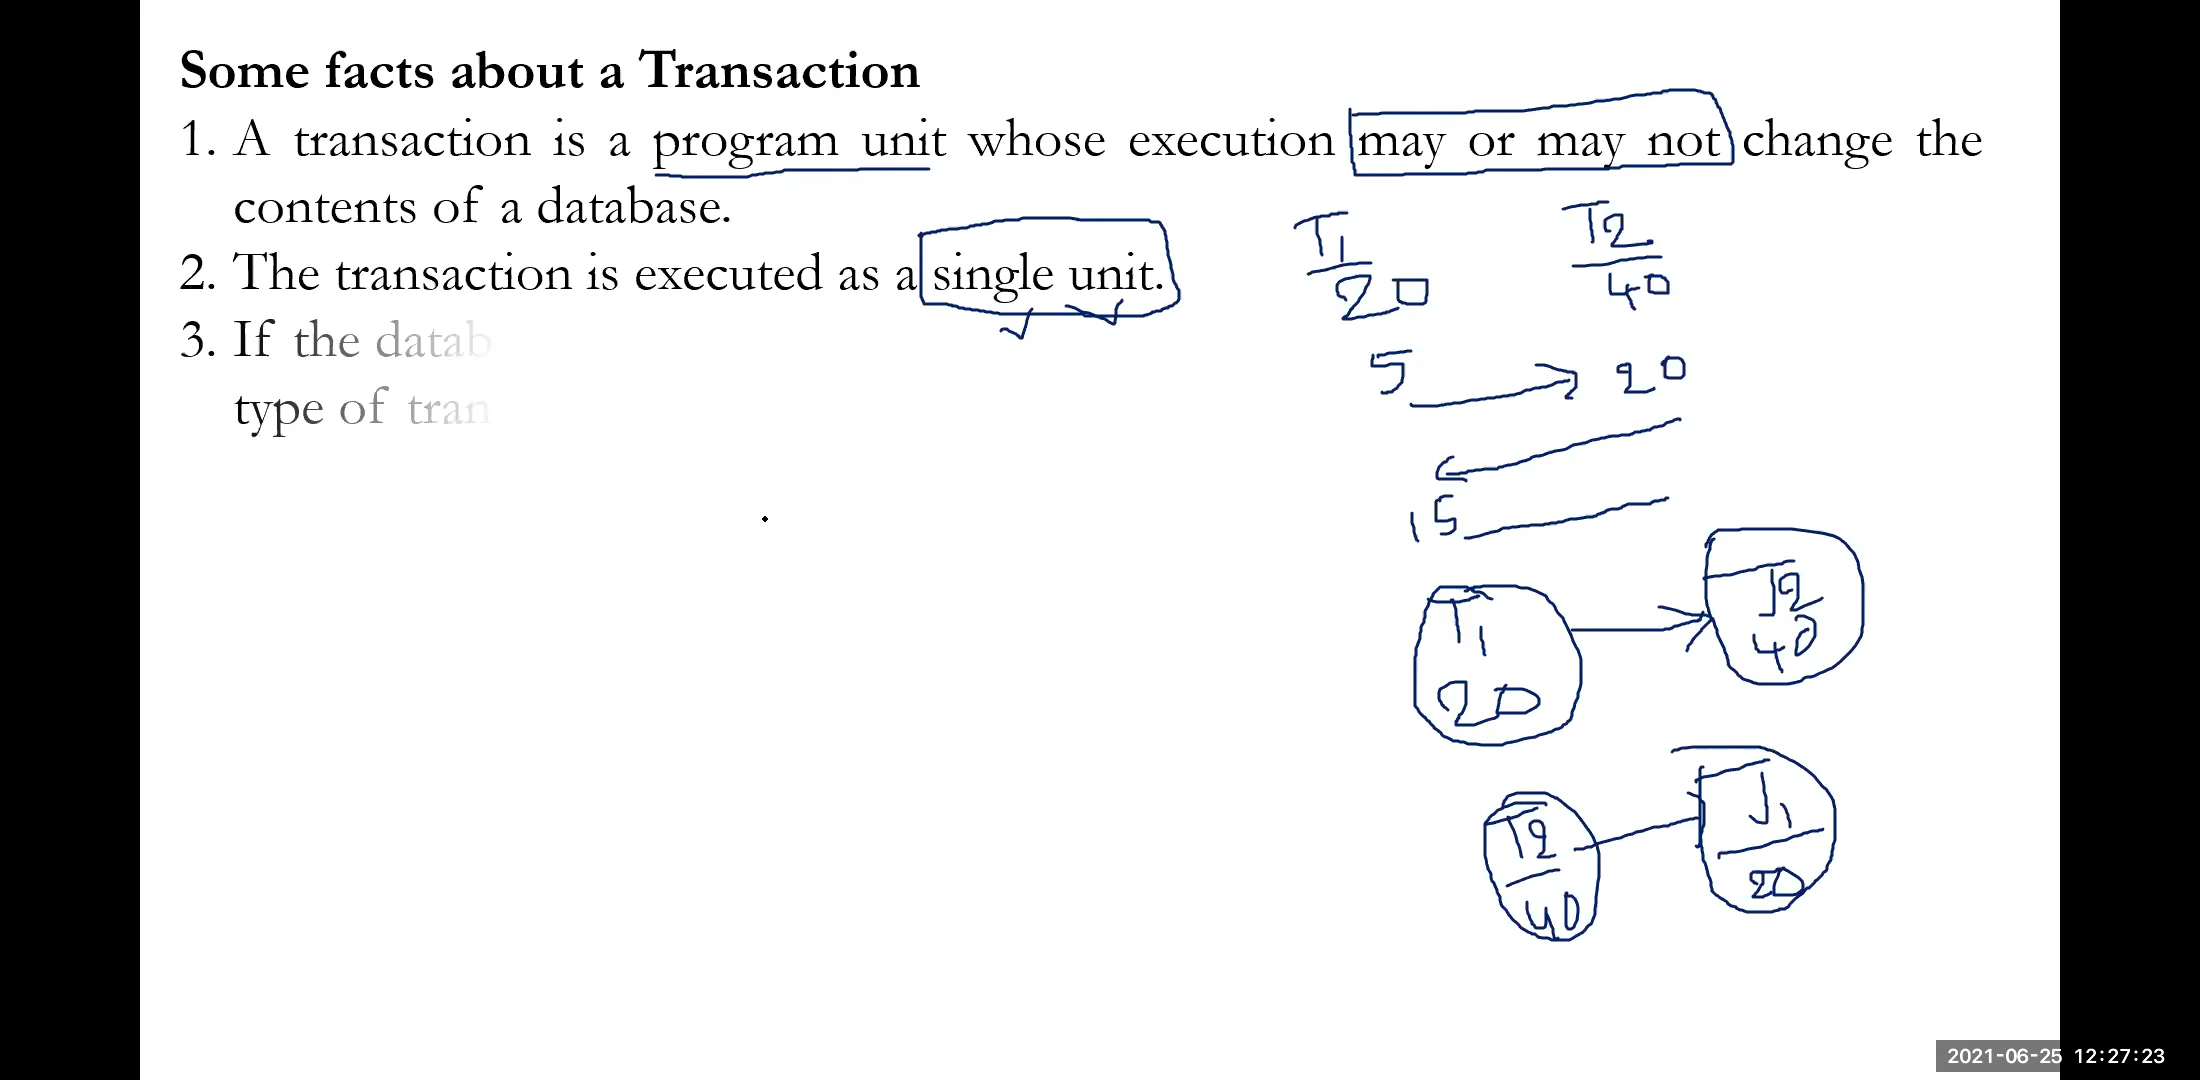 Some facts about a Transaction
1. A transaction is a program unit whose execution may or may not change the
contents of a database.
2. The transaction is executed as a single unit.
3. If the datab
type of tran
T1 T2
20 40
5 20
15
T2
40
T1
20
T2
40
T1
20
2021-06-25 12:27:23